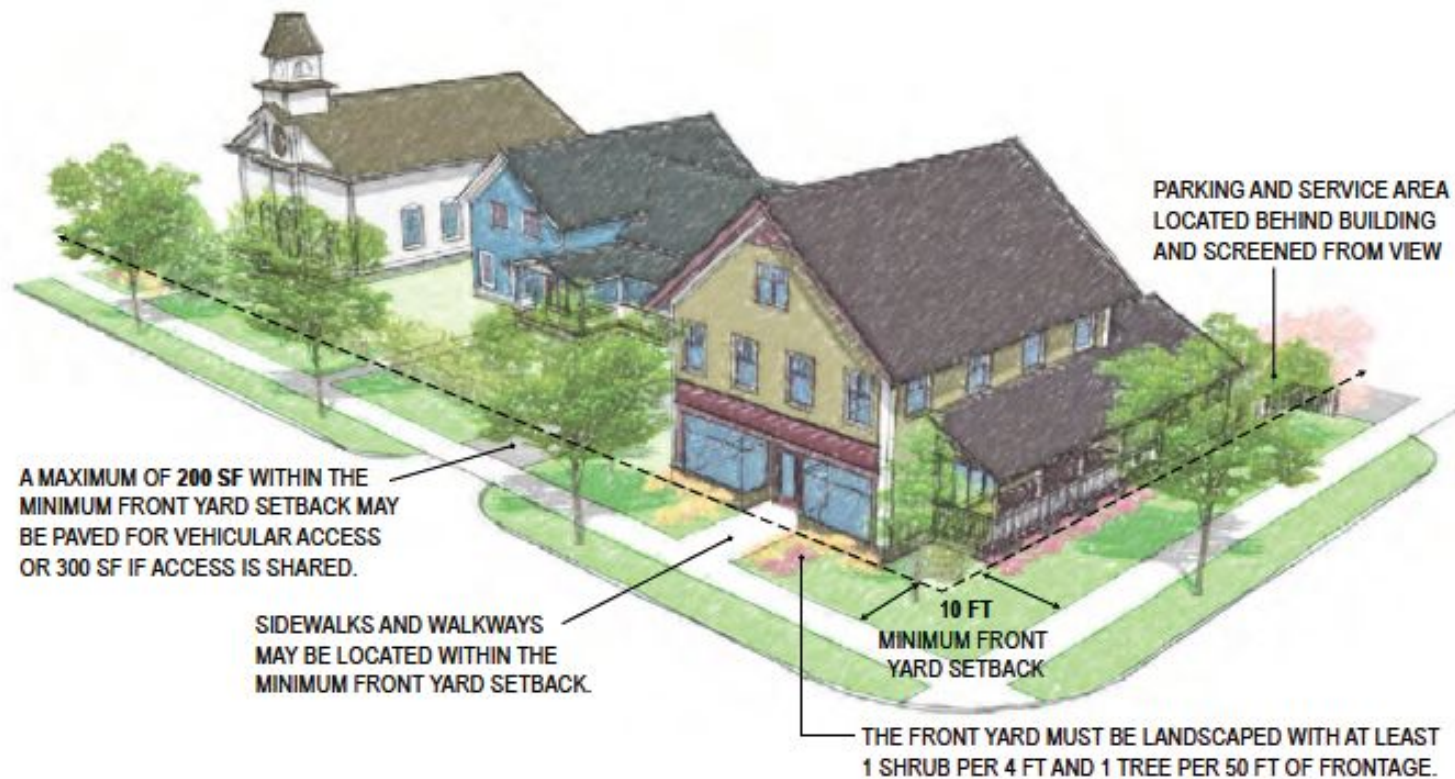 PARKING AND SERVICE AREA
LOCATED BEHIND BUILDING
AND SCREENED FROM VIEW
A MAXIMUM OF 200 SF WITHIN THE
MINIMUM FRONT YARD SETBACK MAY
BE PAVED FOR VEHICULAR ACCESS
OR 300 SF IF ACCESS IS SHARED.
SIDEWALKS AND WALKWAYS
MAY BE LOCATED WITHIN THE
MINIMUM FRONT YARD SETBACK.
10 FT
MINIMUM FRONT
YARD SETBACK
THE FRONT YARD MUST BE LANDSCAPED WITH AT LEAST
1 SHRUB PER 4 FT AND 1 TREE PER 50 FT OF FRONTAGE.